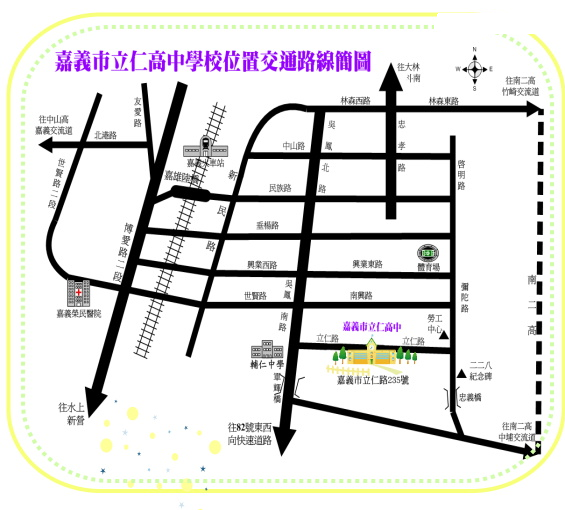 嘉義市立仁高中學校位置交通路線簡圖
往大林
斗南
N
W
E
S
往南二高
竹崎交流道
友愛路
往中山高
嘉義交流道
北港路
世賢路二段
林森西路
林森東路
吳鳳北路
忠孝路
啓明路
中山路
嘉義火車站
嘉雄陸橋
新民路
民族路
博愛路二段
垂楊路
興業西路
興業東路
體育場
吳鳳南路
世賢路
南興路
彌陀路
南二高
嘉義榮民醫院
嘉義市立仁高中
勞工
中心
立仁路
立仁路
輔仁中學
嘉義市立仁路235號
二二八
紀念碑
軍輝橋
忠義橋
往水上
新營
往82號東西
向快速道路
往南二高
中埔交流道